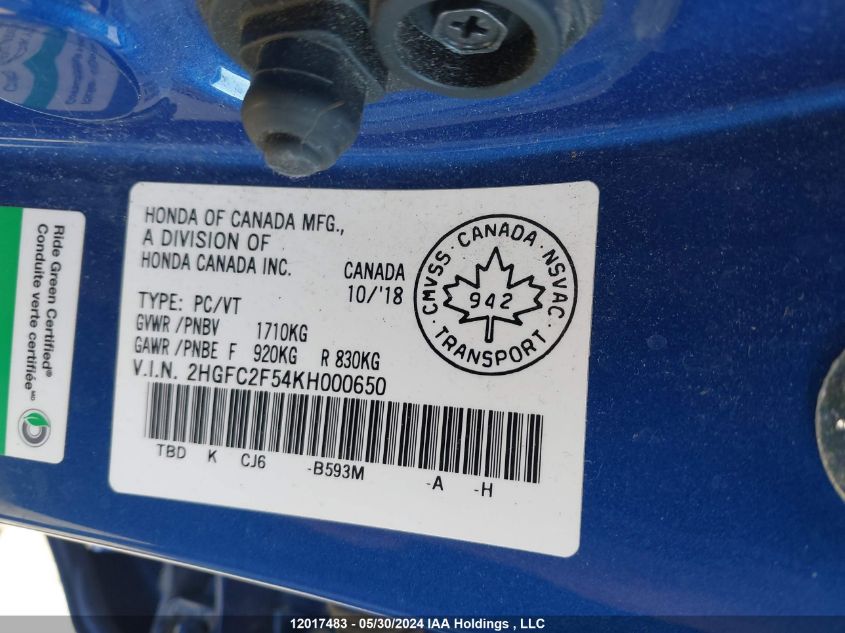 HONDA OF CANADA MFG.,
A DIVISION OF
HONDA CANADA INC.
CANADA
10/'18
TYPE: PC/VT
GVWR/PNBV 1710KG
GAWR/PNBE F 920KG R 830KG
V.I.N. 2HGFC2F54KH000650
TBD K CJ6 -B593M -A -H
CMVSS · CANADA · NSVAC
942
TRANSPORT
Ride Green Certified®
Conduite verte certifiée MD
12017483 - 05/30/2024 IAA Holdings , LLC